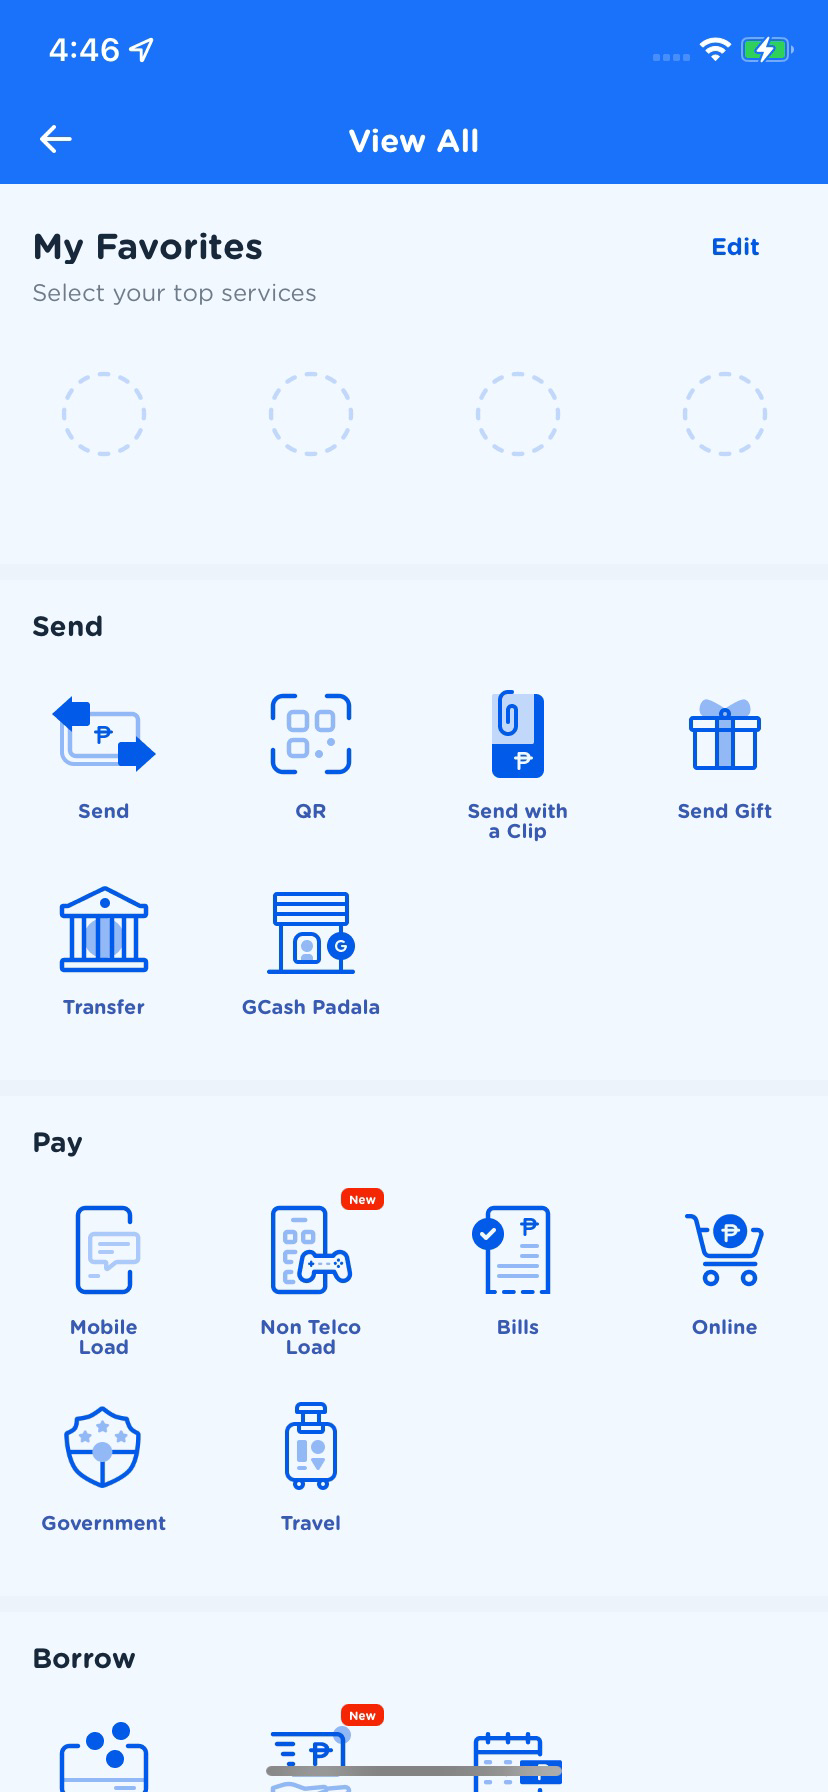 4:46
View All
My Favorites
Edit
Select your top services
Send
Send
QR
Send with
a Clip
Send Gift
G
Transfer
GCash Padala
Pay
New
Mobile
Load
Non Telco
Load
Bills
Online
Government
Travel
Borrow
New